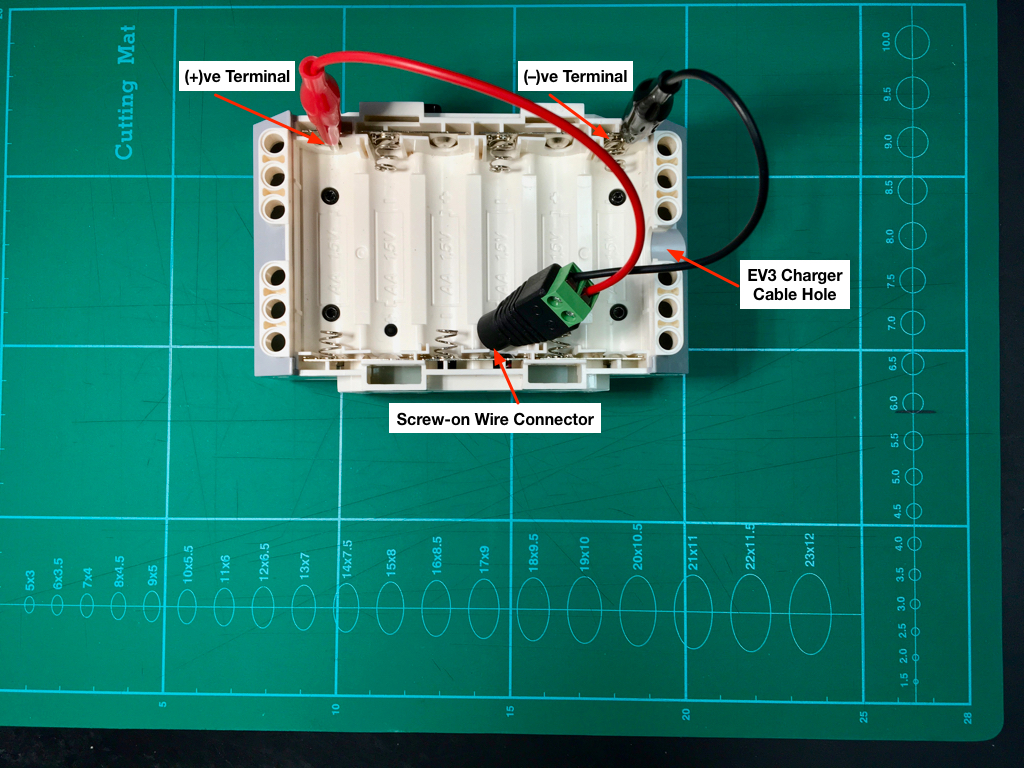 Cutting Mat
(+)ve Terminal
(–)ve Terminal
EV3 Charger
Cable Hole
Screw-on Wire Connector
10.0
9.5
9.0
8.5
8.0
7.5
7.0
6.5
6.0
5.5
5.0
4.5
4.0
3.5
3.0
2.5
2.0
1.5
5x3
6x3.5
7x4
8x4.5
9x5
10x5.5
11x6
12x6.5
13x7
14x7.5
15x8
16x8.5
17x9
18x9.5
19x10
20x10.5
21x11
22x11.5
23x12
5
10
15
20
25
28